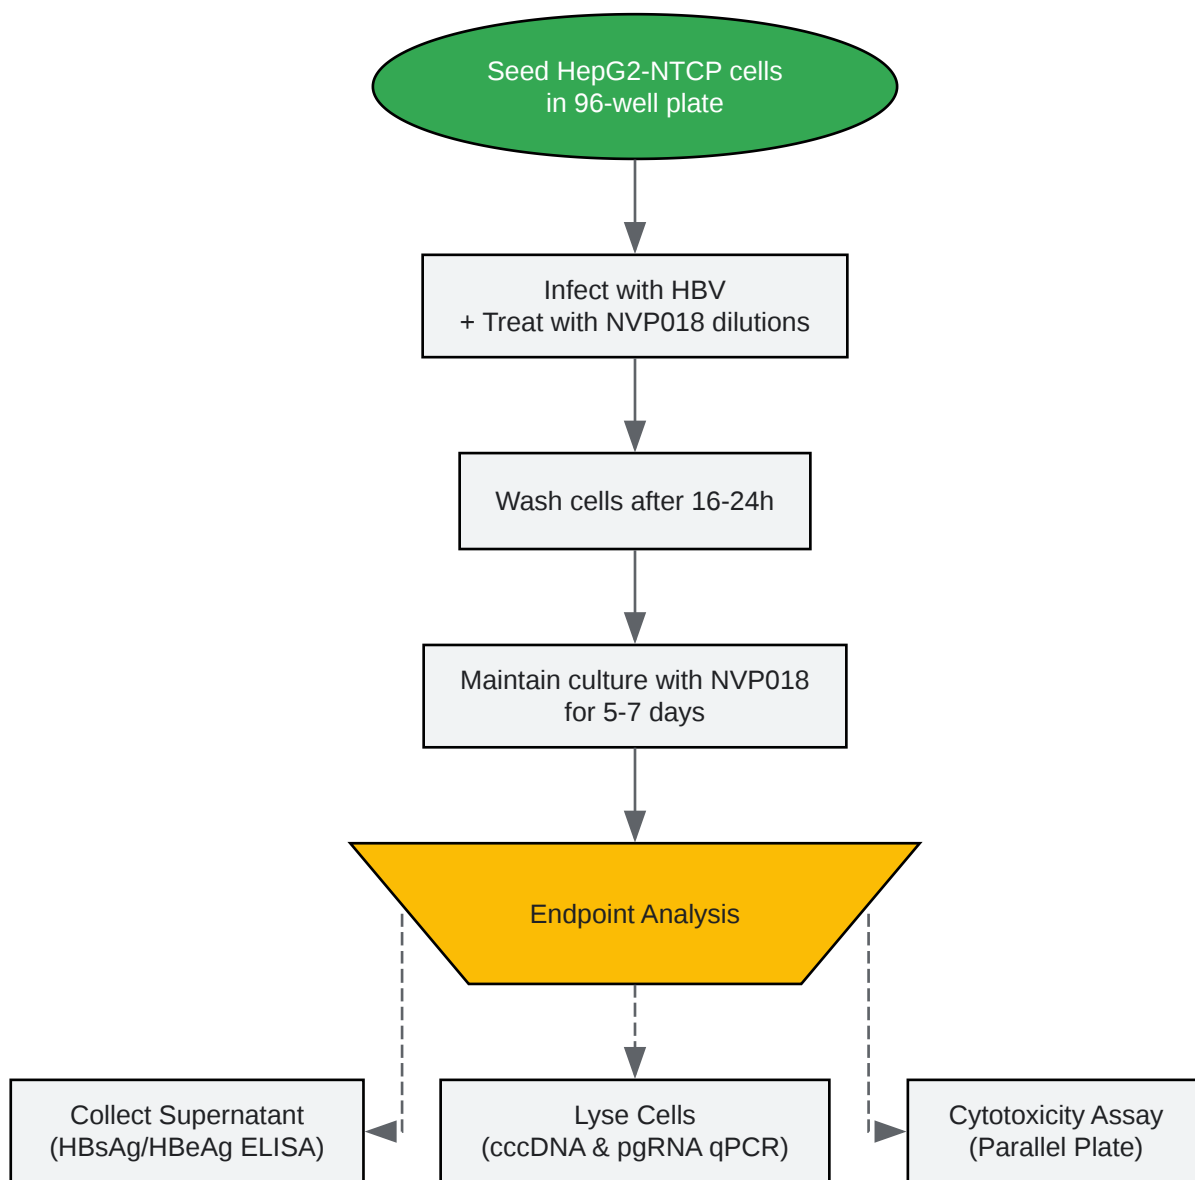 Seed HepG2-NTCP cells
in 96-well plate
Infect with HBV
+ Treat with NVP018 dilutions
Wash cells after 16-24h
Maintain culture with NVP018
for 5-7 days
Endpoint Analysis
Collect Supernatant
(HBsAg/HBeAg ELISA)
Lyse Cells
(cccDNA & pgRNA qPCR)
Cytotoxicity Assay
(Parallel Plate)